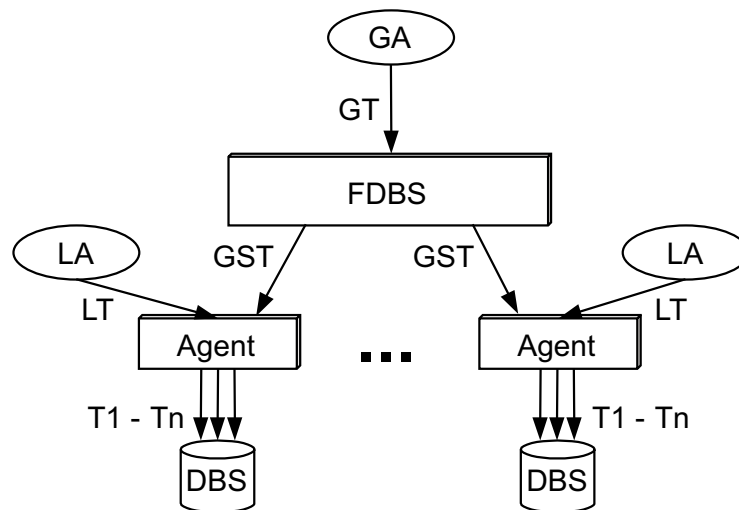 GA
GT
FDBS
LA
GST
GST
LA
LT
LT
Agent
Agent
T1 - Tn
T1 - Tn
DBS
DBS